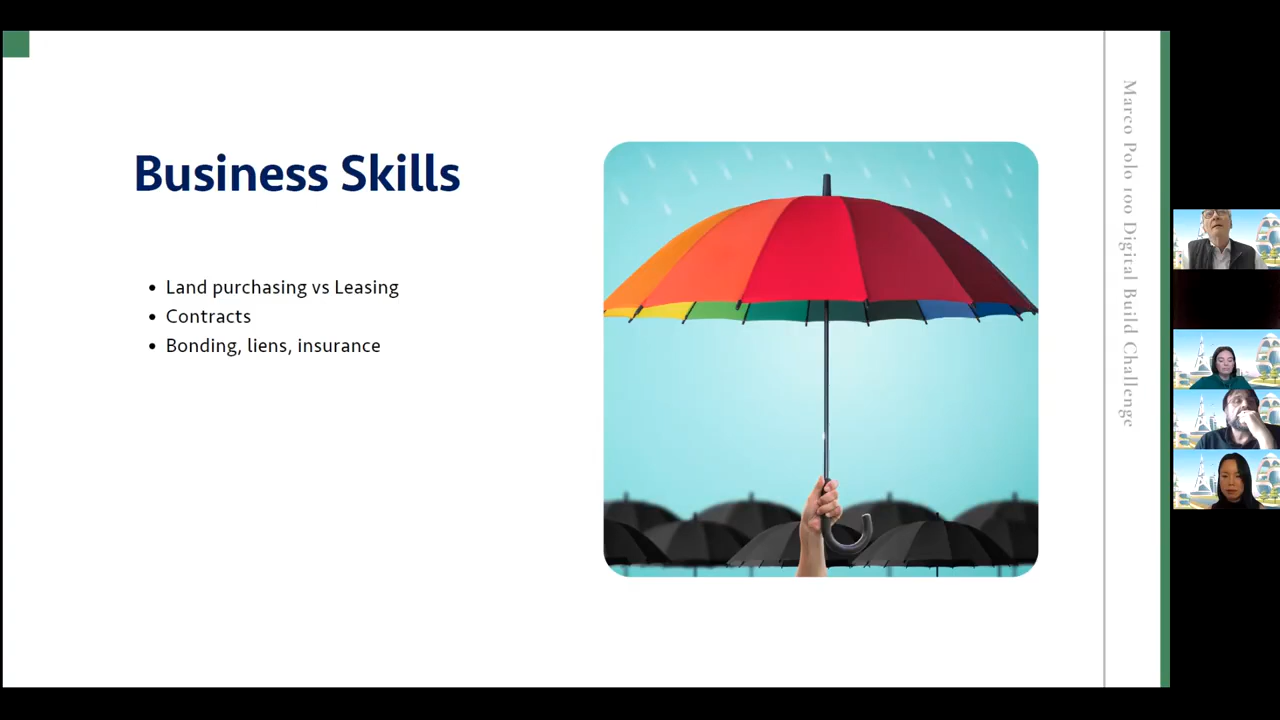 Business Skills
Land purchasing vs Leasing
Contracts
Bonding, liens, insurance
Marco Polo 100 Digital Build Challenge